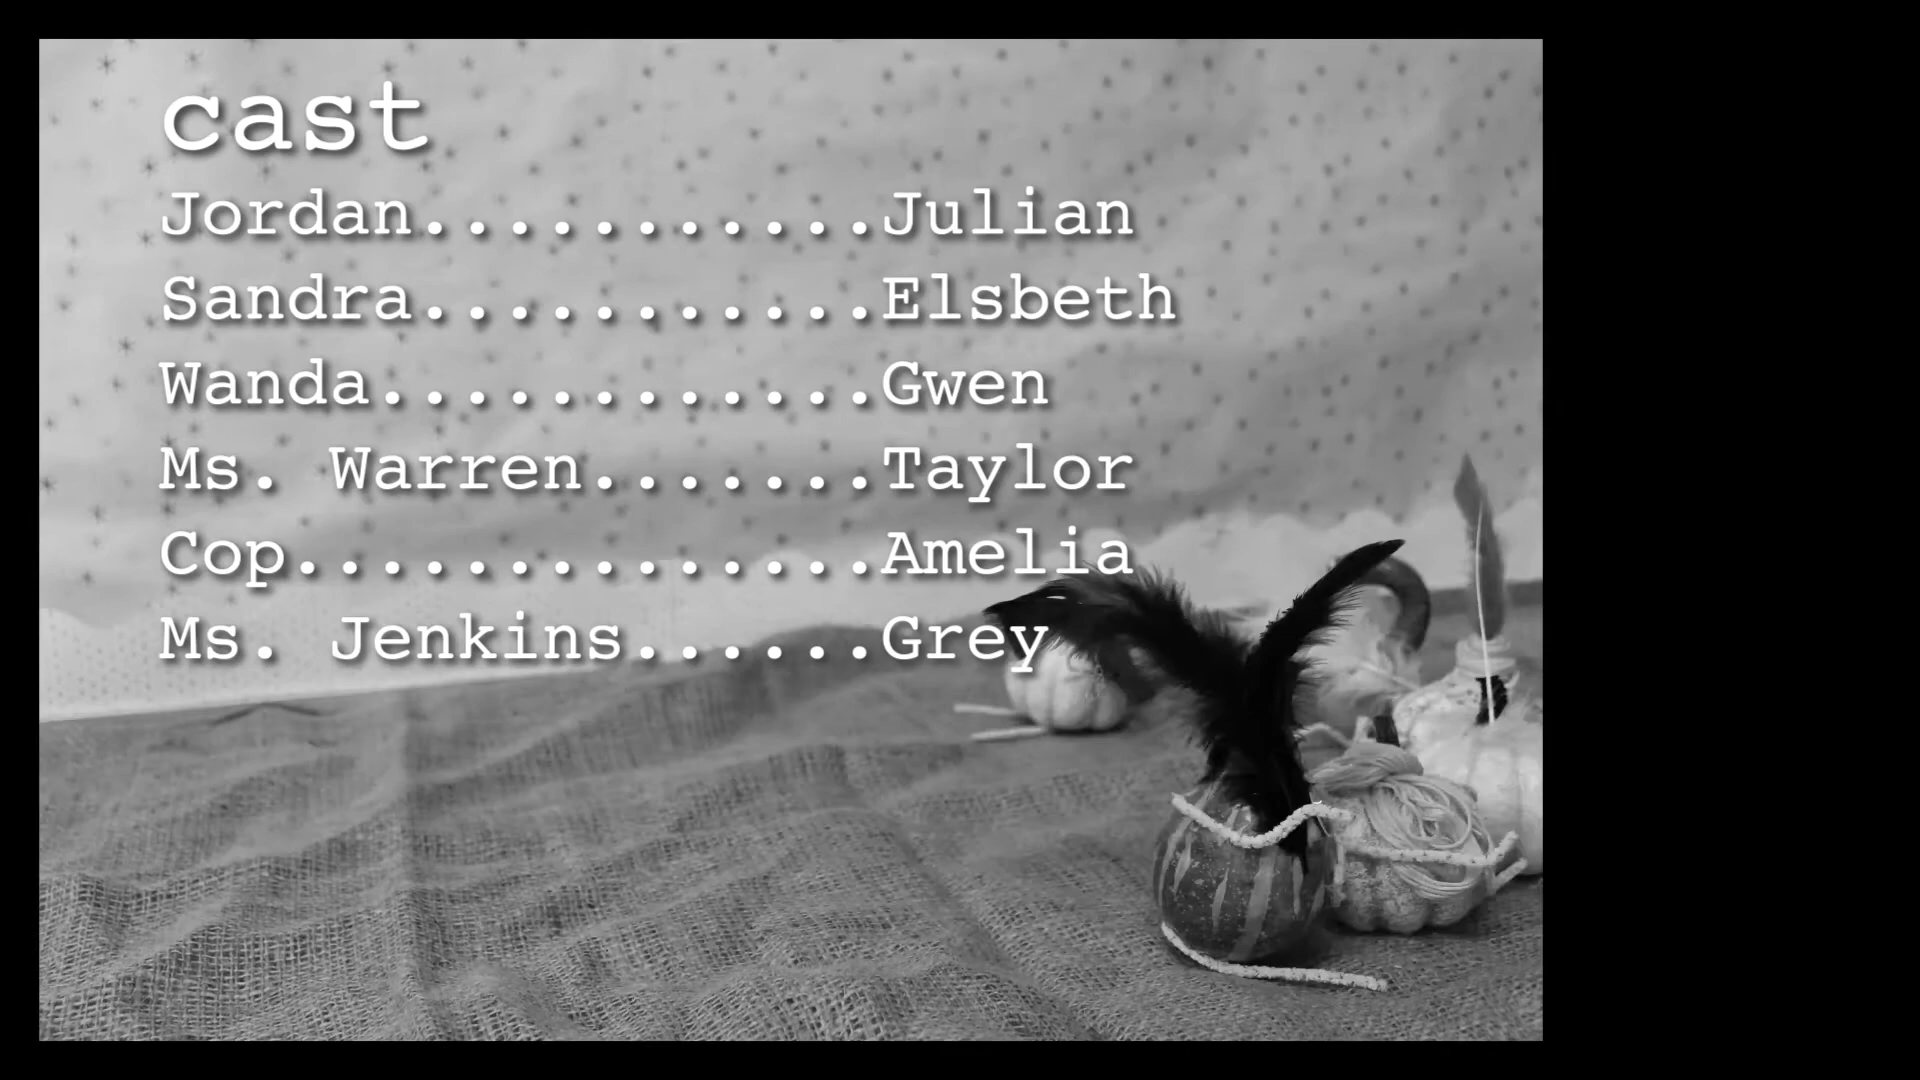 cast
Jordan...........Julian
Sandra...........Elsbeth
Wanda............Gwen
Ms. Warren.......Taylor
Cop..............Amelia
Ms. Jenkins......Grey